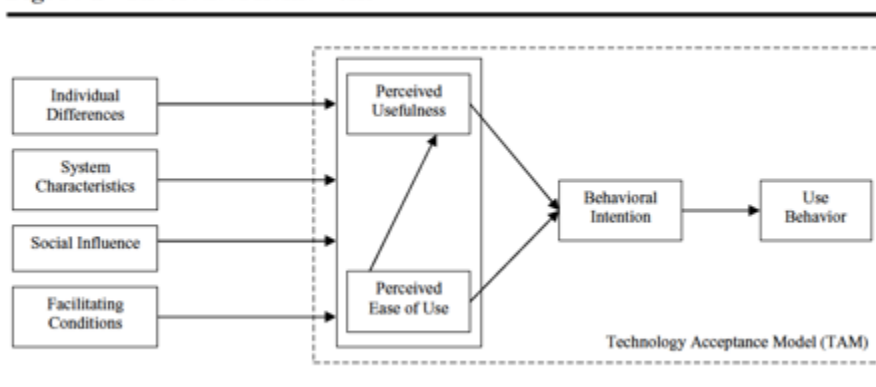 Individual
Differences
System
Characteristics
Social Influence
Facilitating
Conditions
Perceived
Usefulness
Perceived
Ease of Use
Behavioral
Intention
Use
Behavior
Technology Acceptance Model (TAM)